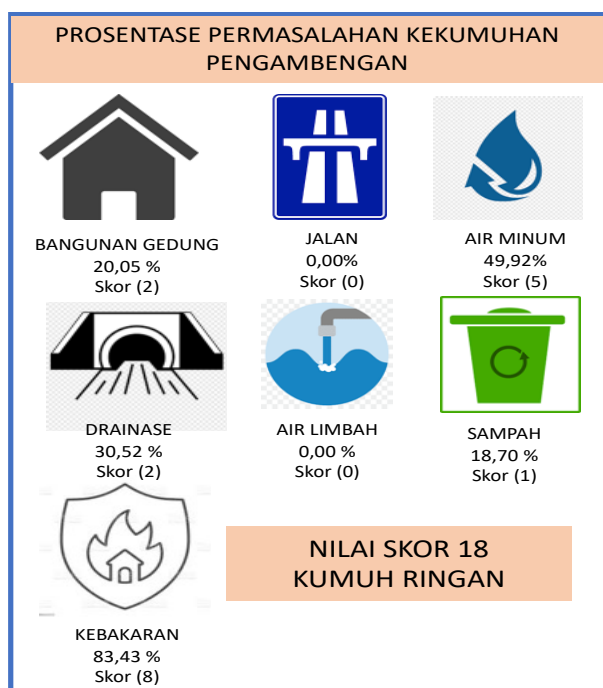 PROSENTASE PERMASALAHAN KEKUMUHAN
PENGAMBENGAN
BANGUNAN GEDUNG
20,05 %
Skor (2)
JALAN
0,00%
Skor (0)
AIR MINUM
49,92%
Skor (5)
DRAINASE
30,52 %
Skor (2)
AIR LIMBAH
0,00 %
Skor (0)
SAMPAH
18,70 %
Skor (1)
KEBAKARAN
83,43 %
Skor (8)
NILAI SKOR 18
KUMUH RINGAN